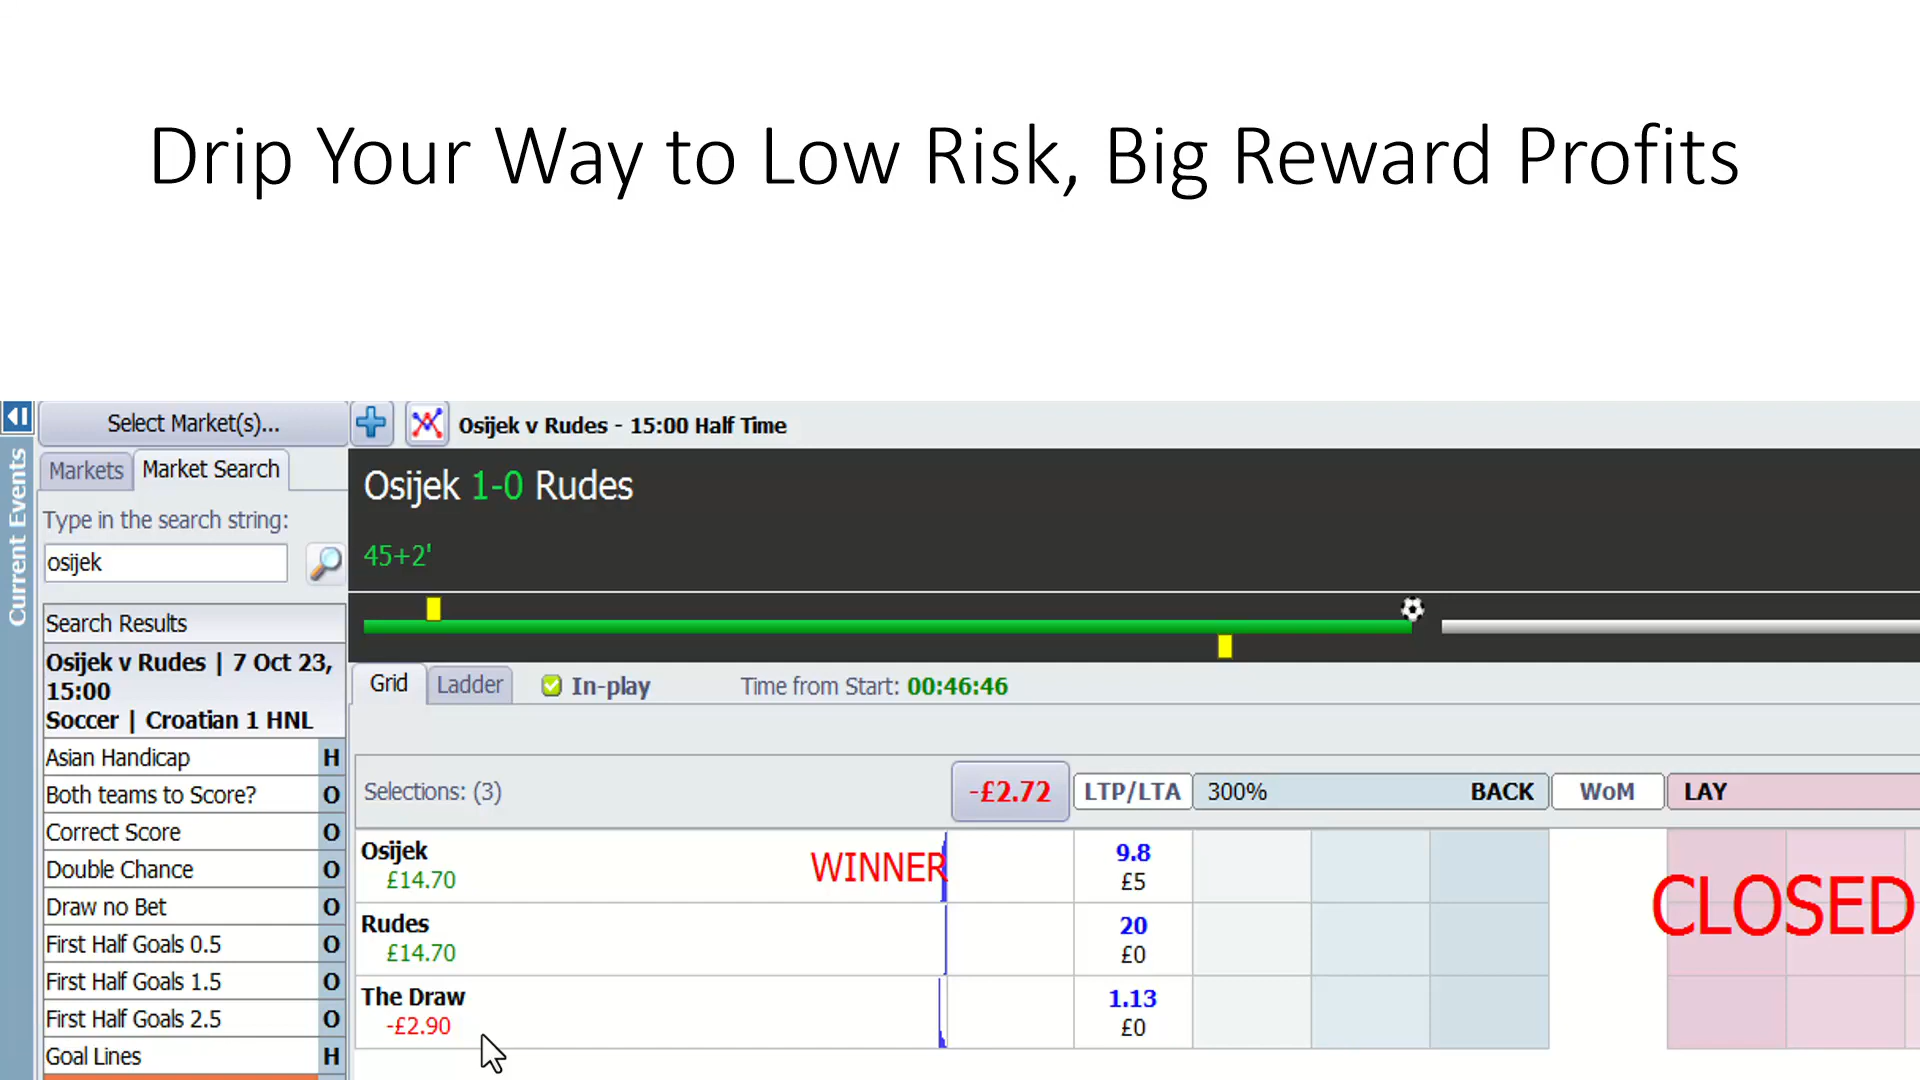 Drip Your Way to Low Risk, Big Reward Profits
Select Market(s)...
Osijek v Rudes - 15:00 Half Time
Current Events
Markets
Market Search
Type in the search string:
osijek
Search Results
Osijek v Rudes | 7 Oct 23,
15:00
Soccer | Croatian 1 HNL
Asian Handicap H
Both teams to Score? O
Correct Score O
Double Chance O
Draw no Bet O
First Half Goals 0.5 O
First Half Goals 1.5 O
First Half Goals 2.5 O
Goal Lines H
Osijek 1-0 Rudes
45+2'
Grid
Ladder
In-play
Time from Start: 00:46:46
Selections: (3)
-£2.72
LTP/LTA
300%
BACK
WoM
LAY
Osijek
£14.70
WINNER
9.8
£5
Rudes
£14.70
20
£0
The Draw
-£2.90
1.13
£0
CLOSED